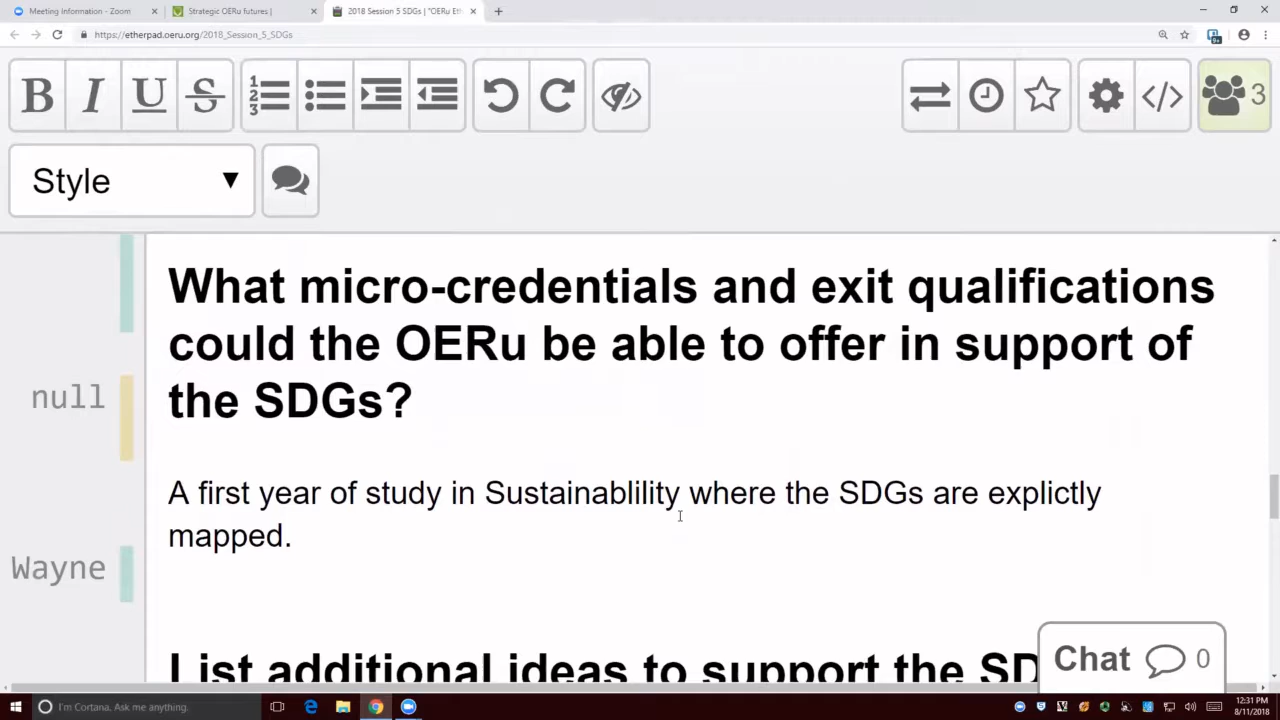 Meeting Information - Zoom
Strategic OERu futures |
2018 Session 5 SDGs | "OERu Eth
https://etherpad.oeru.org/2018_Session_5_SDGs
B I U S
3
Style
What micro-credentials and exit qualifications
could the OERu be able to offer in support of
null
the SDGs?
A first year of study in Sustainablility where the SDGs are explictly
mapped.
Wayne
List additional ideas to support the SD
Chat 0
I'm Cortana. Ask me anything.
12:31 PM
8/11/2018